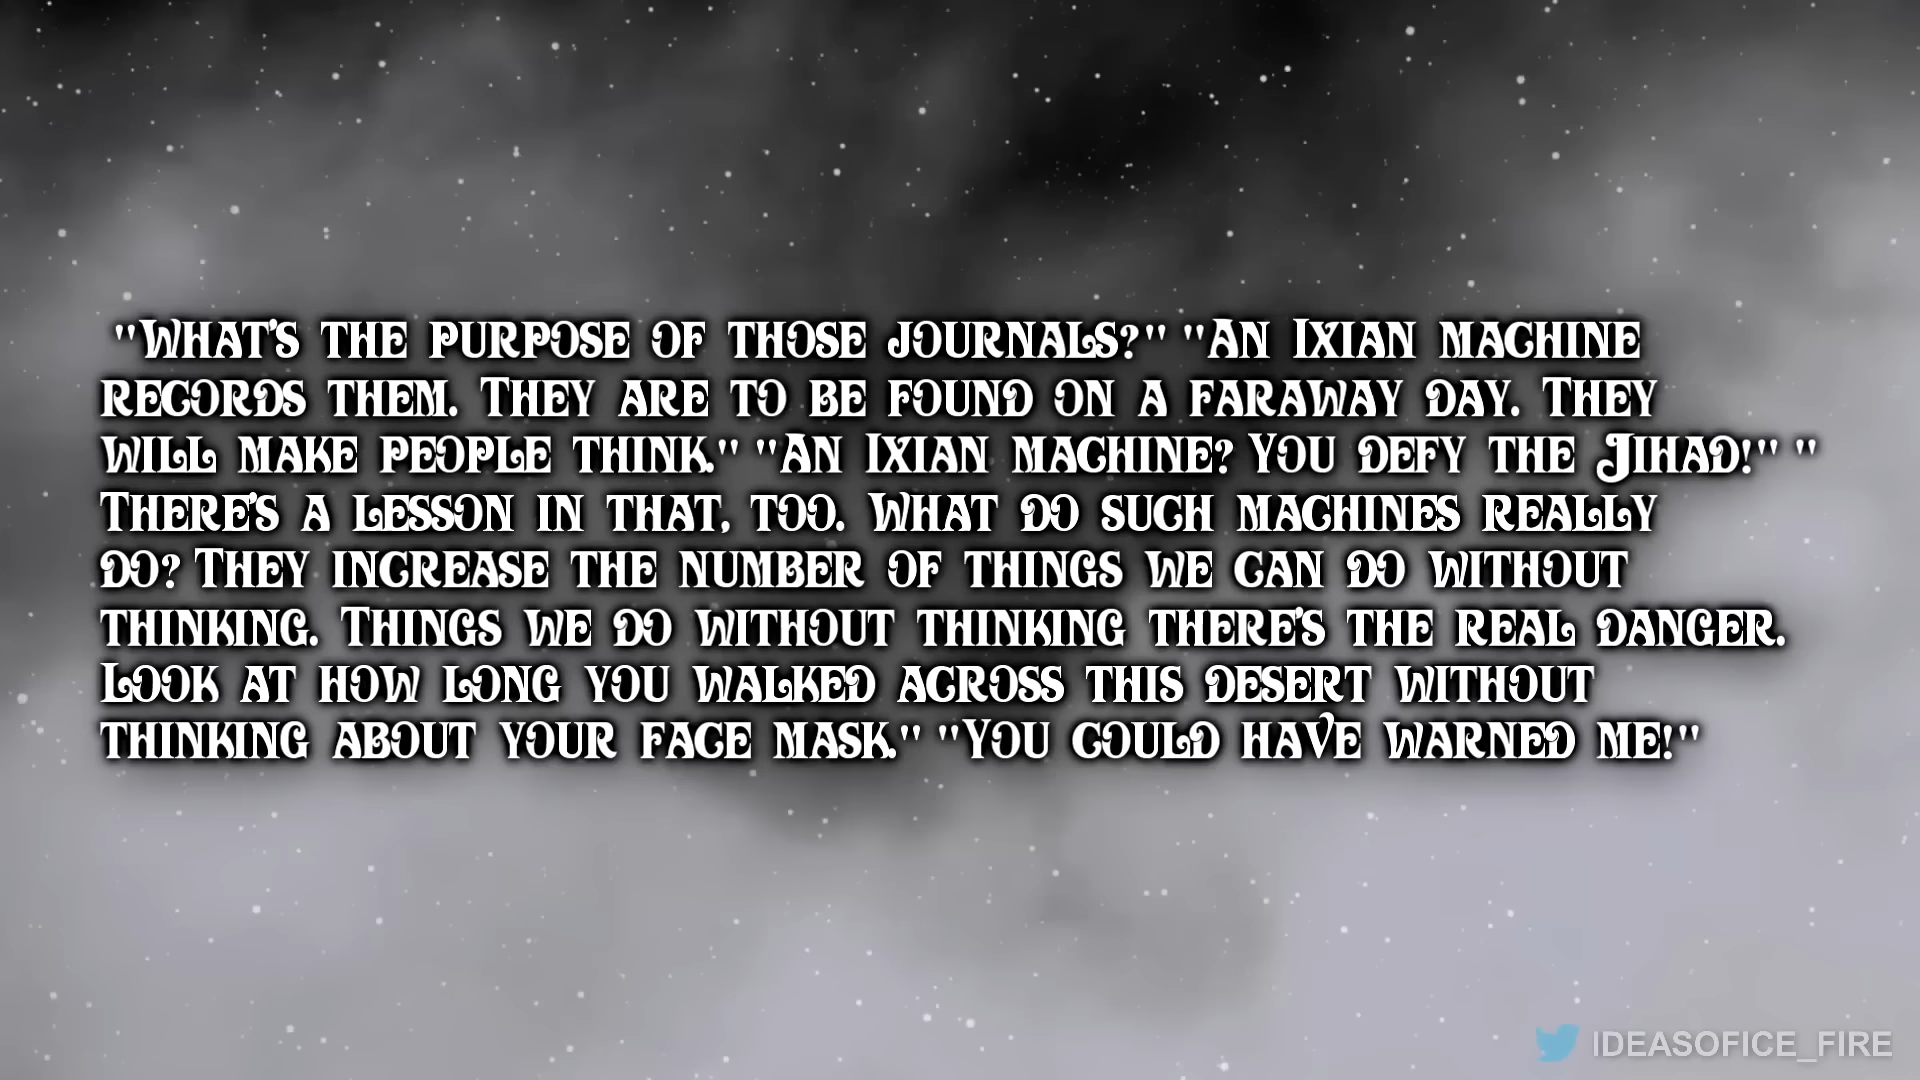 "What's the purpose of those journals?" "An Ixian machine
records them. They are to be found on a faraway day. They
will make people think." "An Ixian machine? You defy the Jihad!" "
There's a lesson in that, too. What do such machines really
do? They increase the number of things we can do without
thinking. Things we do without thinking there's the real danger.
Look at how long you walked across this desert without
thinking about your face mask." "You could have warned me!"
IDEASOFICE_FIRE